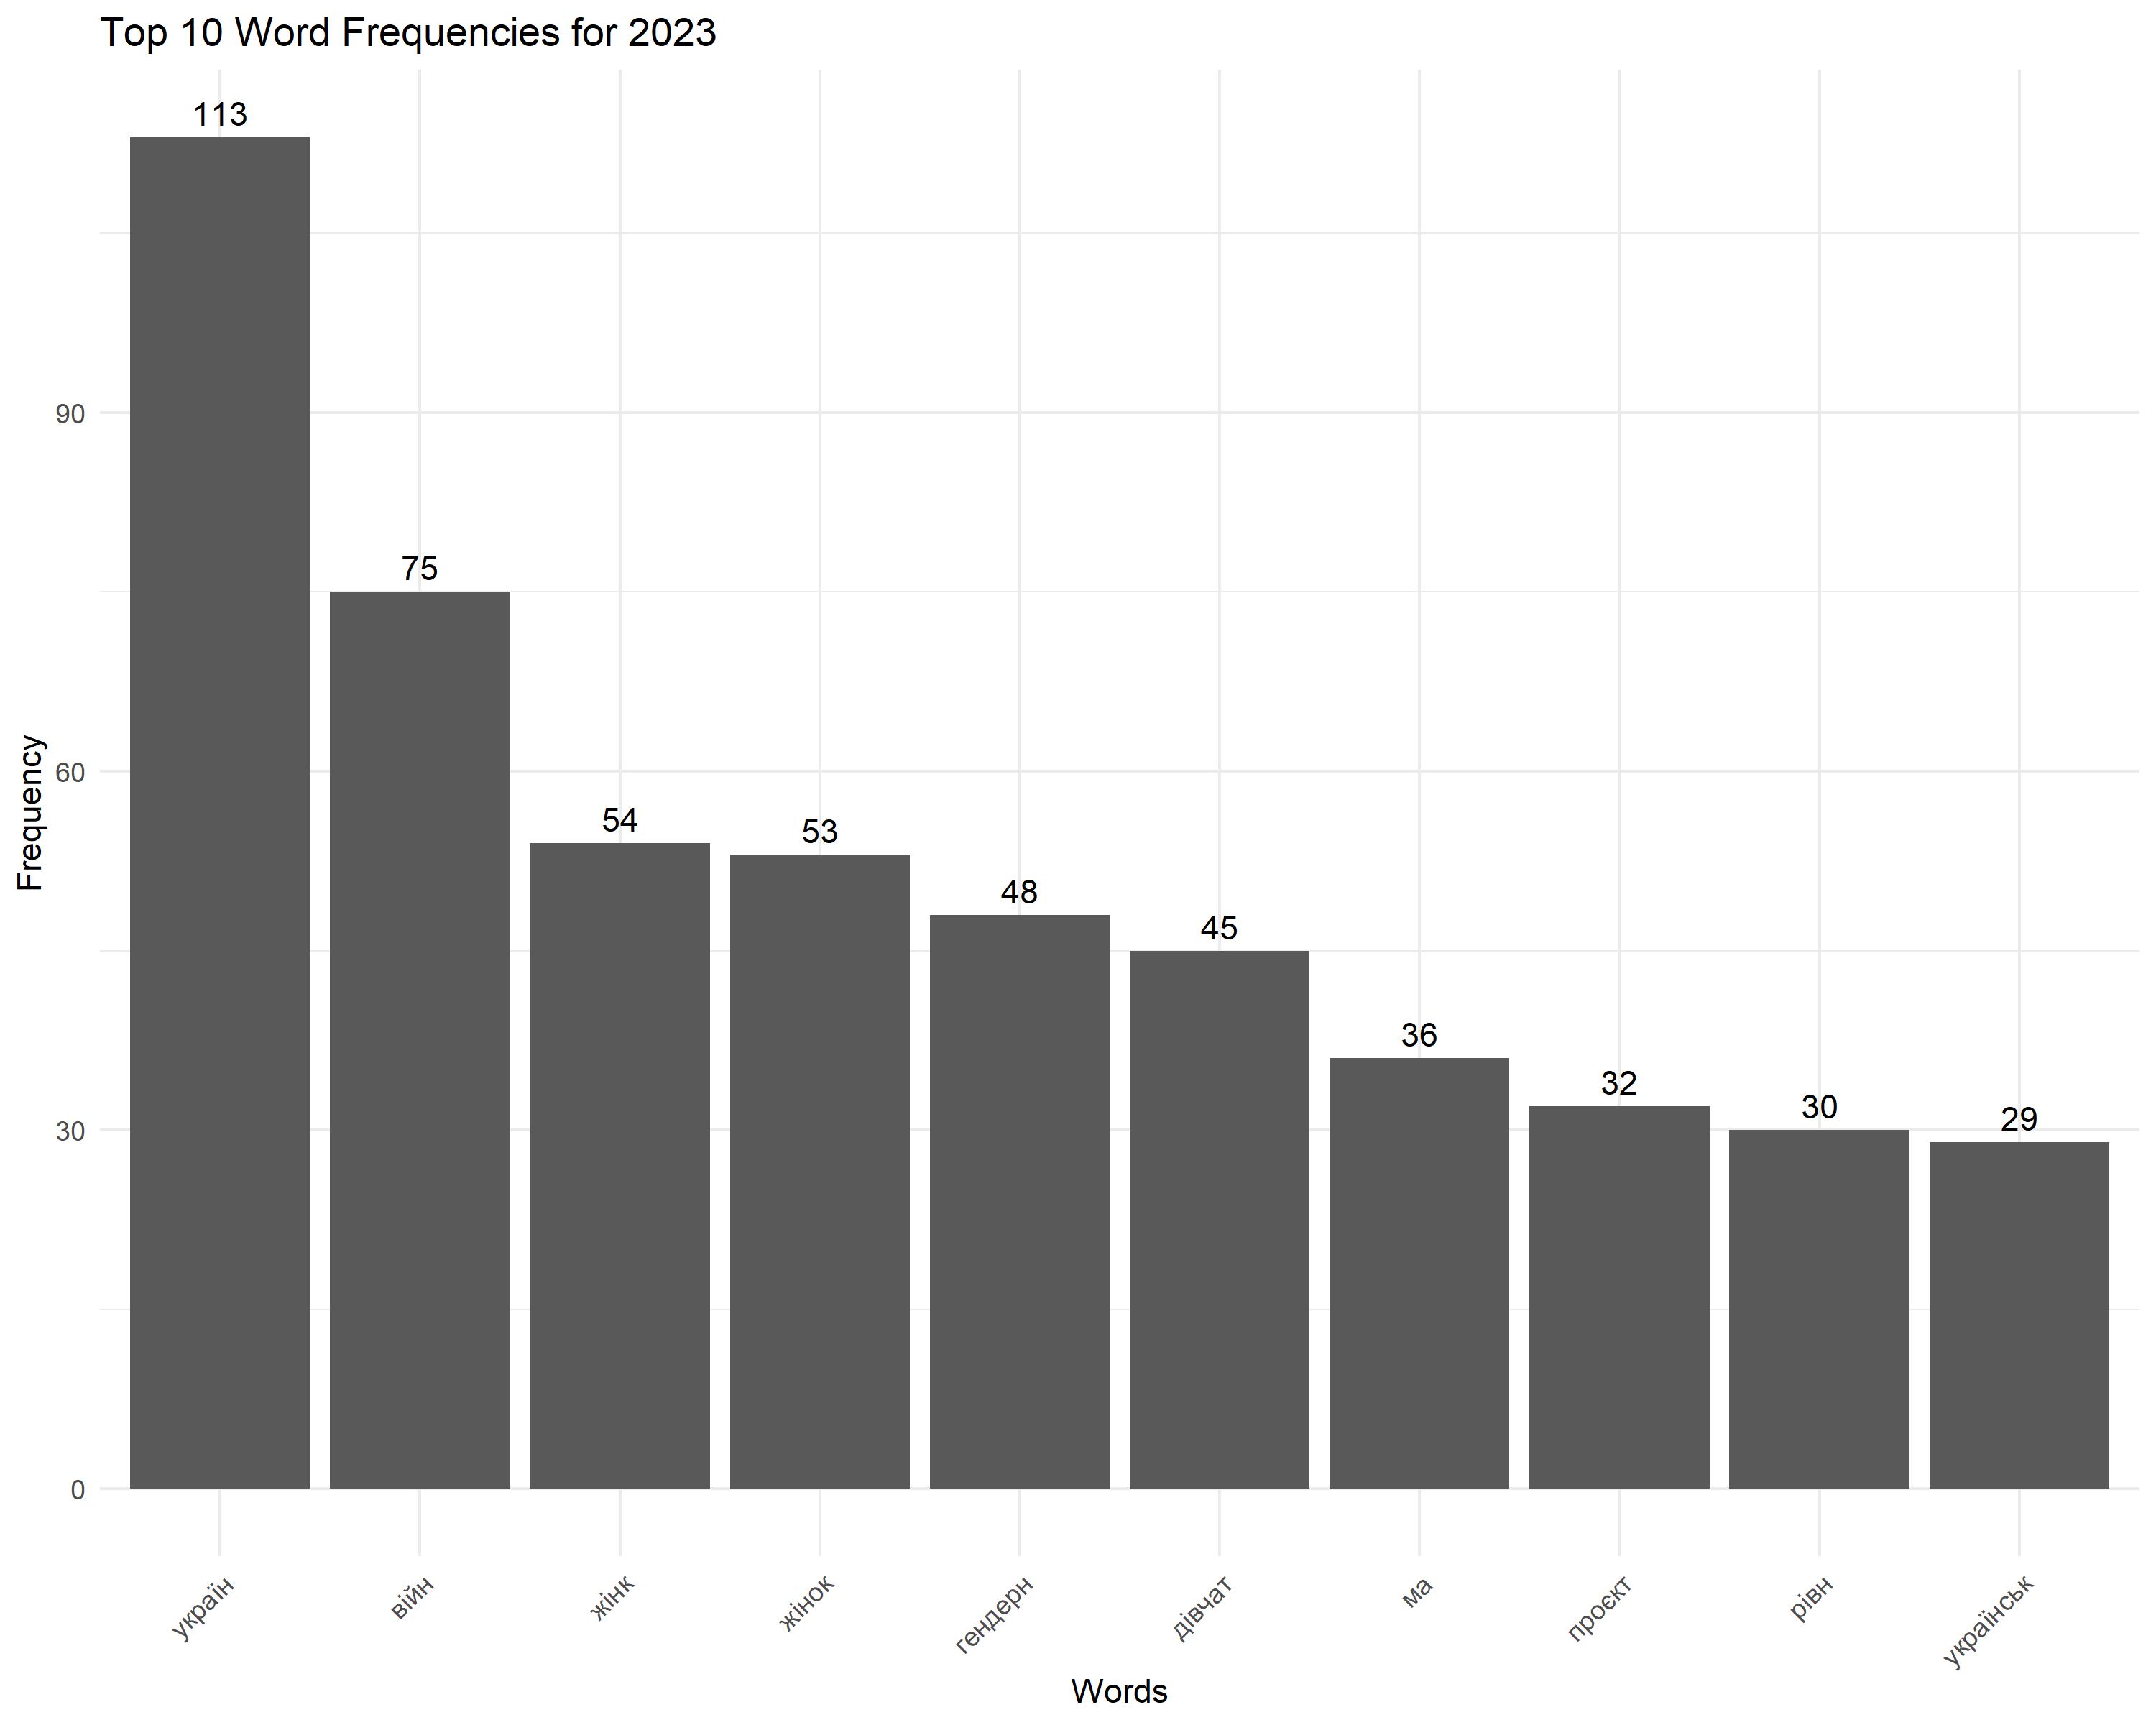 Top 10 Word Frequencies for 2023
113
75
54
53
48
45
36
32
30
29
90
60
30
0
Frequency
україн
війн
жінк
жінок
гендерн
дівчат
ма
проєкт
рівн
українськ
Words